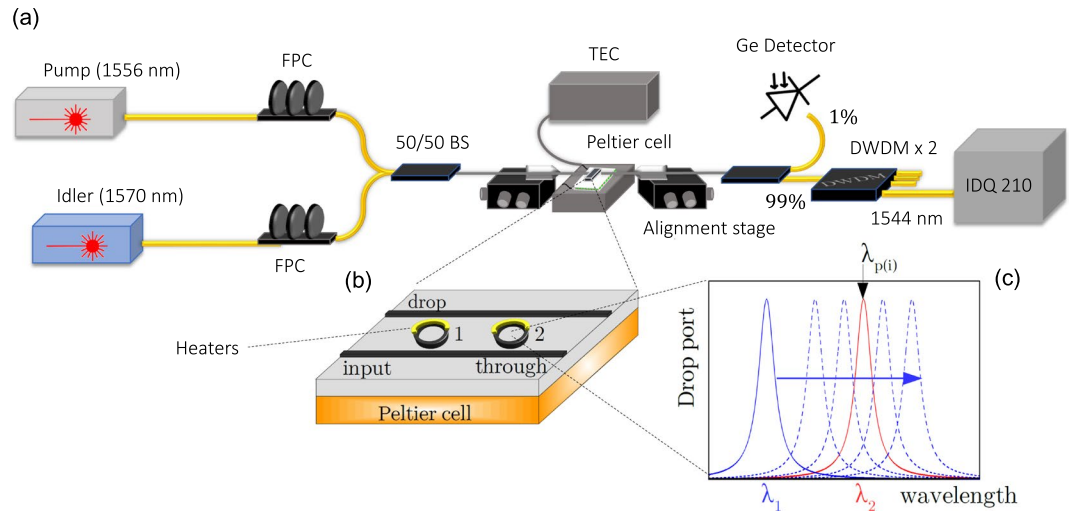 (a)
Pump (1556 nm)
FPC
TEC
Ge Detector
1%
50/50 BS
Peltier cell
DWDM x 2
DWDM
IDQ 210
Idler (1570 nm)
FPC
99%
1544 nm
Alignment stage
(b)
drop
1
2
Heaters
input
through
Peltier cell
(c)
λp(i)
Drop port
λ1
λ2
wavelength